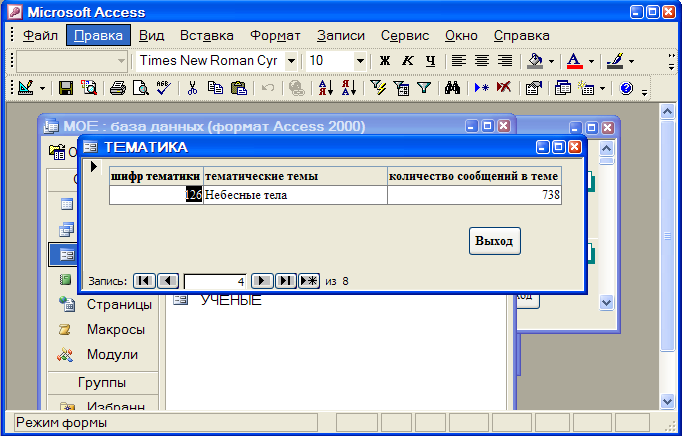 Microsoft Access
Файл Правка Вид Вставка Формат Записи Сервис Окно Справка
Times New Roman Cyr 10 Ж К Ч
МОЕ : база данных (формат Access 2000)
ТЕМАТИКА
шифр тематики тематические темы количество сообщений в теме
126 Небесные тела 738
Выход
Запись: 4 из 8
УЧЕНЫЕ
Страницы
Макросы
Модули
Группы
Избранн
Режим формы